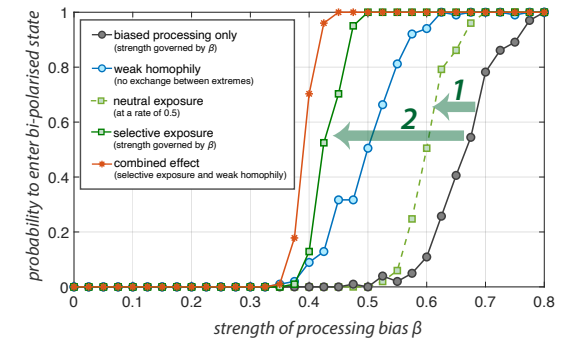 probability to enter bi-polarised state
1
0.8
0.6
0.4
0.2
0
biased processing only
(strength governed by β)
weak homophily
(no exchange between extremes)
neutral exposure
(at a rate of 0.5)
selective exposure
(strength governed by β)
combined effect
(selective exposure and weak homophily)
1
2
0 0.1 0.2 0.3 0.4 0.5 0.6 0.7 0.8
strength of processing bias β